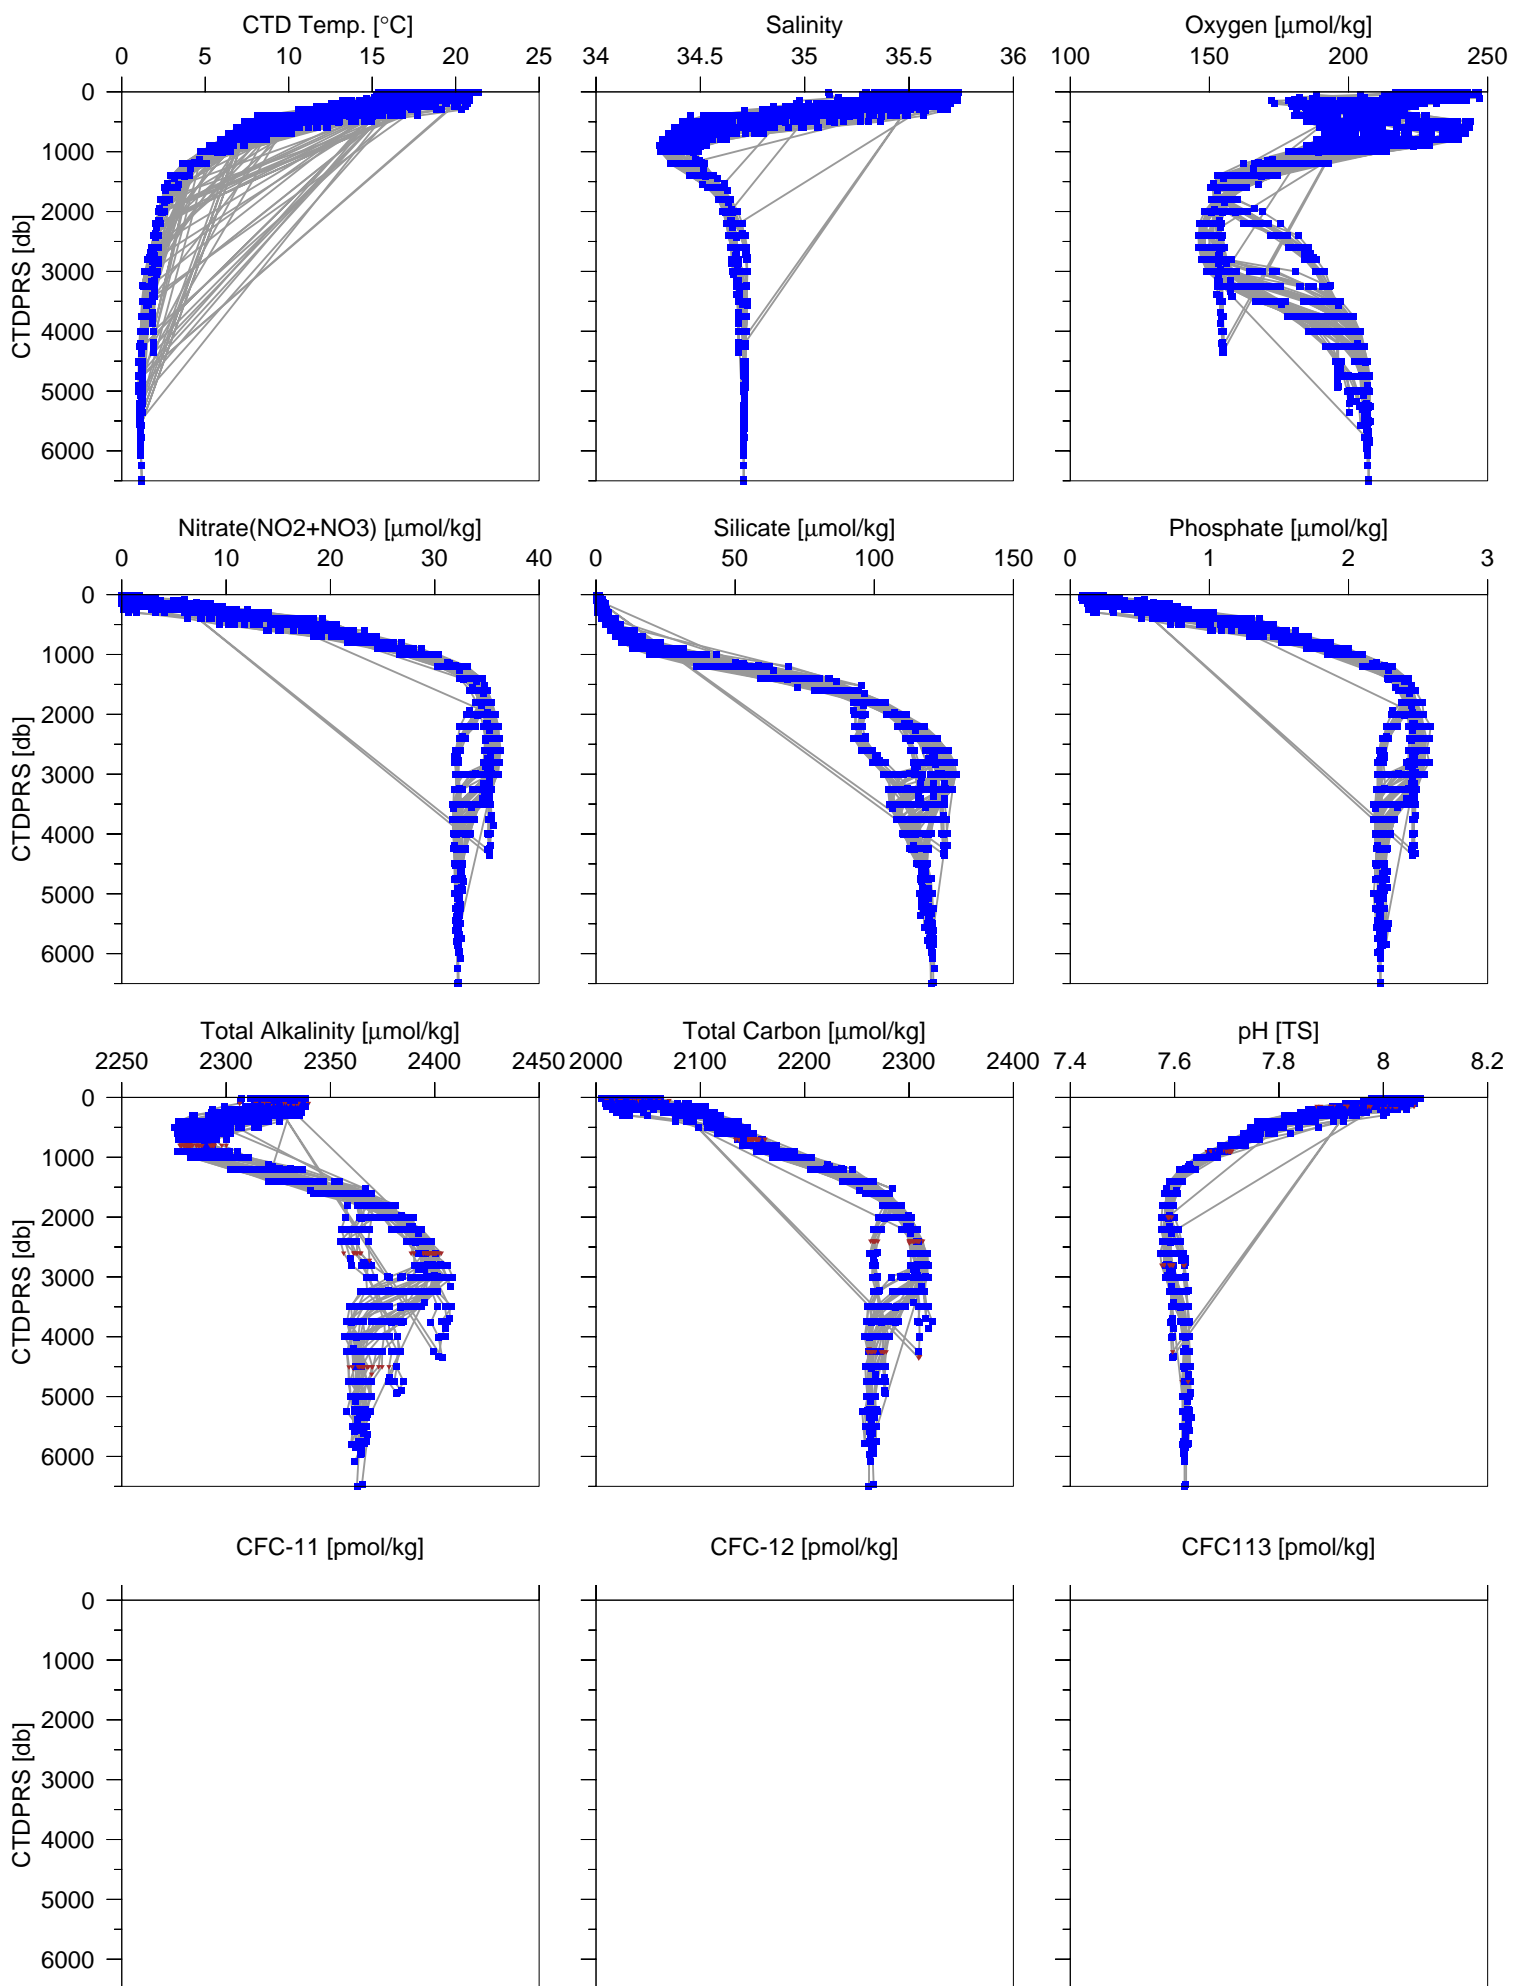 CTD Temp. [°C] Salinity Oxygen [μmol/kg]
0 5 10 15 20 25 34 34.5 35 35.5 36 100 150 200 250
0
1000
2000
3000
4000
5000
6000
CTDPRS [db]
Nitrate(NO2+NO3) [μmol/kg] Silicate [μmol/kg] Phosphate [μmol/kg]
0 10 20 30 40 0 50 100 150 0 1 2 3
0
1000
2000
3000
4000
5000
6000
CTDPRS [db]
Total Alkalinity [μmol/kg] Total Carbon [μmol/kg] pH [TS]
2250 2300 2350 2400 2450 2000 2100 2200 2300 2400 7.4 7.6 7.8 8 8.2
0
1000
2000
3000
4000
5000
6000
CTDPRS [db]
CFC-11 [pmol/kg] CFC-12 [pmol/kg] CFC113 [pmol/kg]
0
1000
2000
3000
4000
5000
6000
CTDPRS [db]